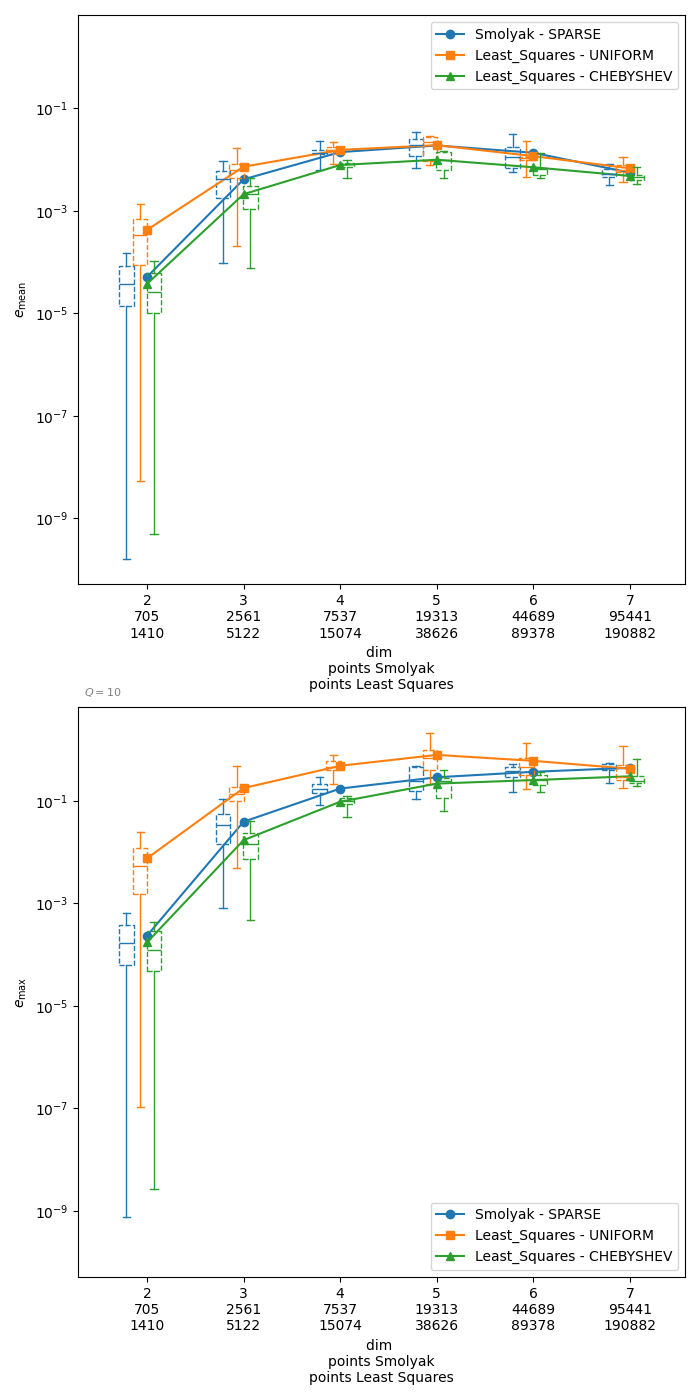 Smolyak - SPARSE
Least_Squares - UNIFORM
Least_Squares - CHEBYSHEV
10⁻¹
10⁻³
10⁻⁵
10⁻⁷
10⁻⁹
e_mean
2 3 4 5 6 7
705 2561 7537 19313 44689 95441
1410 5122 15074 38626 89378 190882
dim
points Smolyak
points Least Squares
Q = 10
10⁻¹
10⁻³
10⁻⁵
10⁻⁷
10⁻⁹
e_max
Smolyak - SPARSE
Least_Squares - UNIFORM
Least_Squares - CHEBYSHEV
2 3 4 5 6 7
705 2561 7537 19313 44689 95441
1410 5122 15074 38626 89378 190882
dim
points Smolyak
points Least Squares